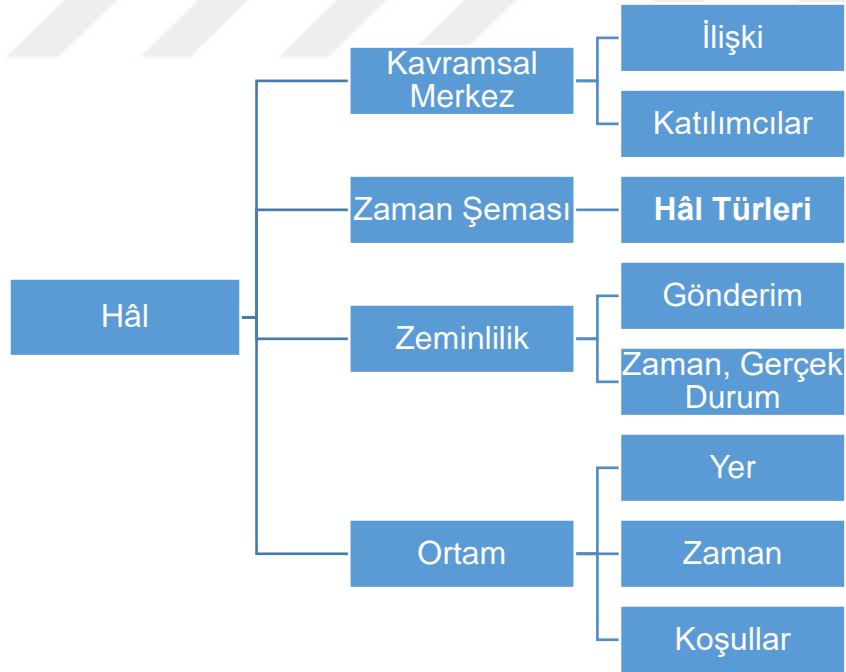 Hâl
Kavramsal
Merkez
İlişki
Katılımcılar
Zaman Şeması
Hâl Türleri
Zeminlilik
Gönderim
Zaman, Gerçek
Durum
Ortam
Yer
Zaman
Koşullar